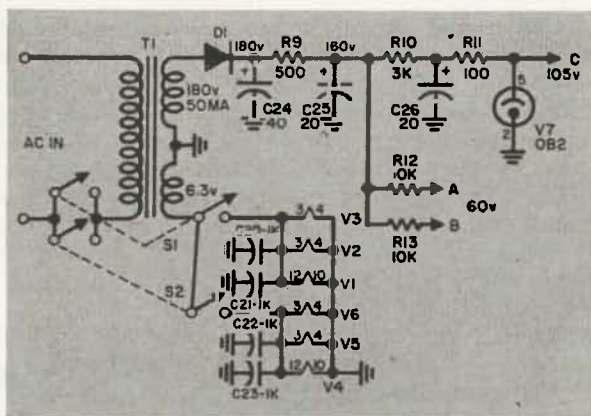 T1
D1
180v
R9
500
160v
R10
3K
R11
100
C
105v
+
C24
40
+
C25
20
+
C26
20
5
2
V7
OB2
180v
50MA
AC IN
6.3v
R12
10K
A
60v
B
R13
10K
S1
S2
3 4
V3
3 4
V2
12 10
V1
C21-1K
C22-1K
3 4
V6
3 4
V5
12 10
C23-1K
V4